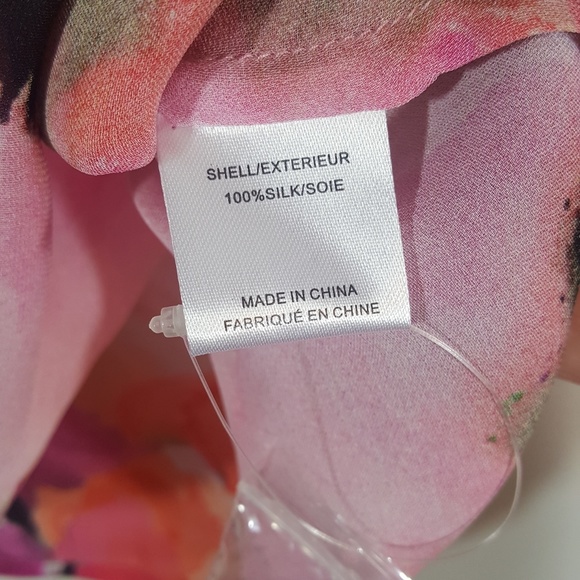 SHELL/EXTERIEUR
100%SILK/SOIE
MADE IN CHINA
FABRIQUÉ EN CHINE